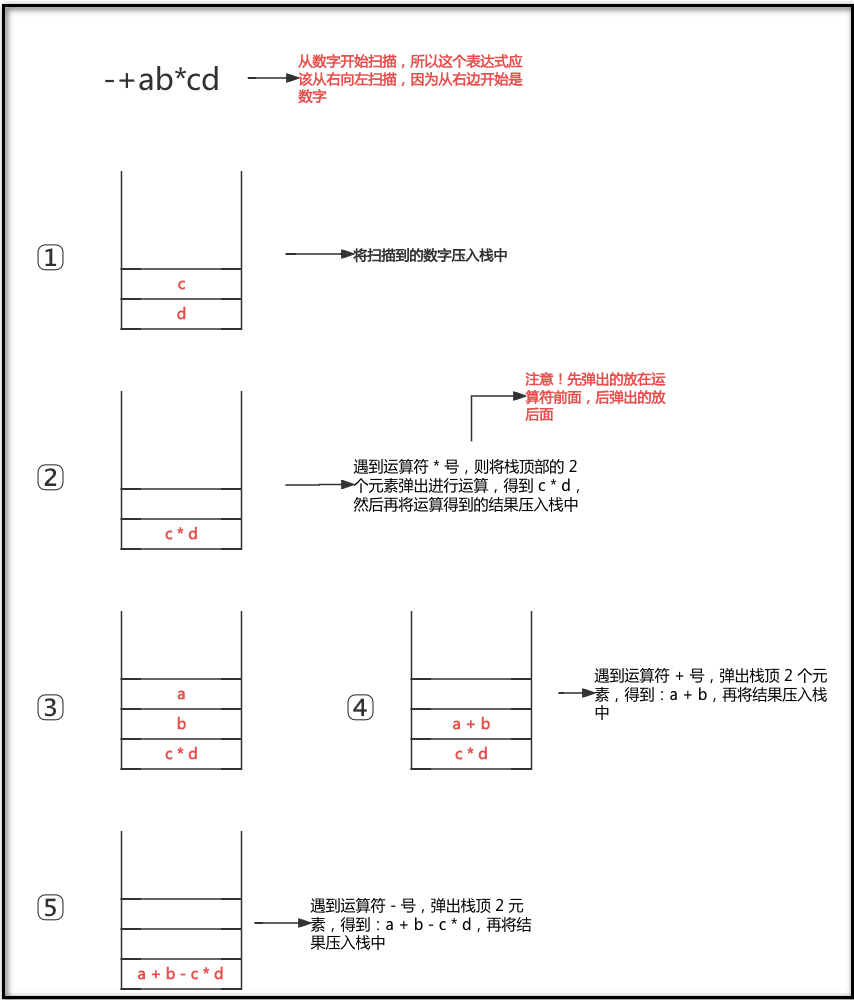 -+ab*cd
从数字开始扫描，所以这个表达式应
该从右向左扫描，因为从右边开始是
数字
1
c
d
将扫描到的数字压入栈中
注意！先弹出的放在运
算符前面，后弹出的放
后面
2
c * d
遇到运算符 * 号，则将栈顶部的 2
个元素弹出进行运算，得到 c * d，
然后再将运算得到的结果压入栈中
3
a
b
c * d
4
a + b
c * d
遇到运算符 + 号，弹出栈顶 2 个元
素，得到：a + b，再将结果压入栈
中
5
a + b - c * d
遇到运算符 - 号，弹出栈顶 2 元
素，得到：a + b - c * d，再将结
果压入栈中